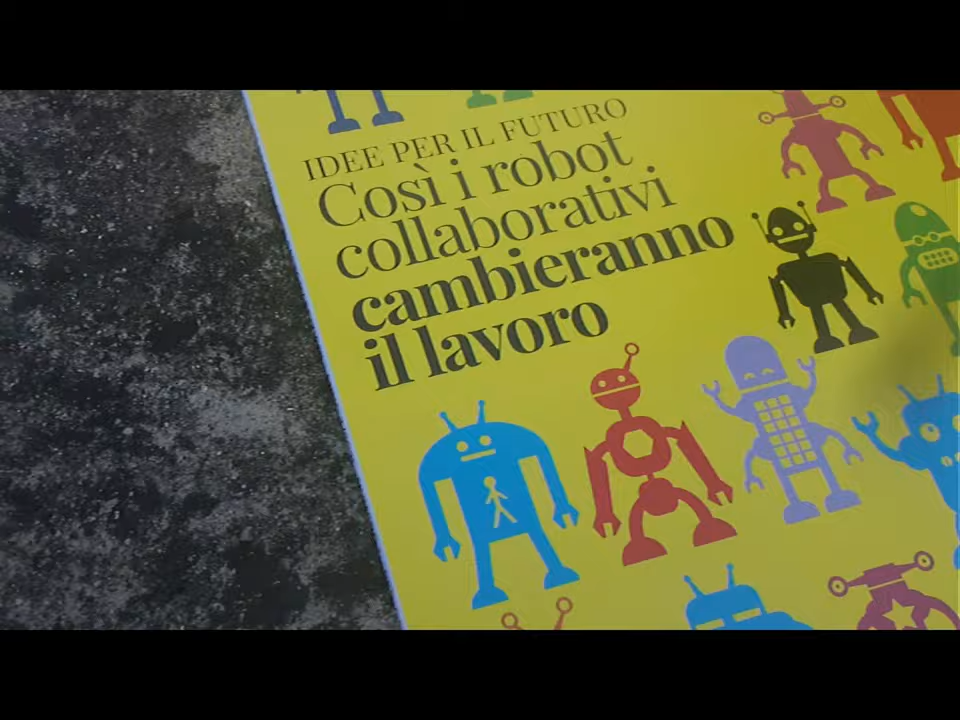 IDEE PER IL FUTURO
Così i robot
collaborativi
cambieranno
il lavoro